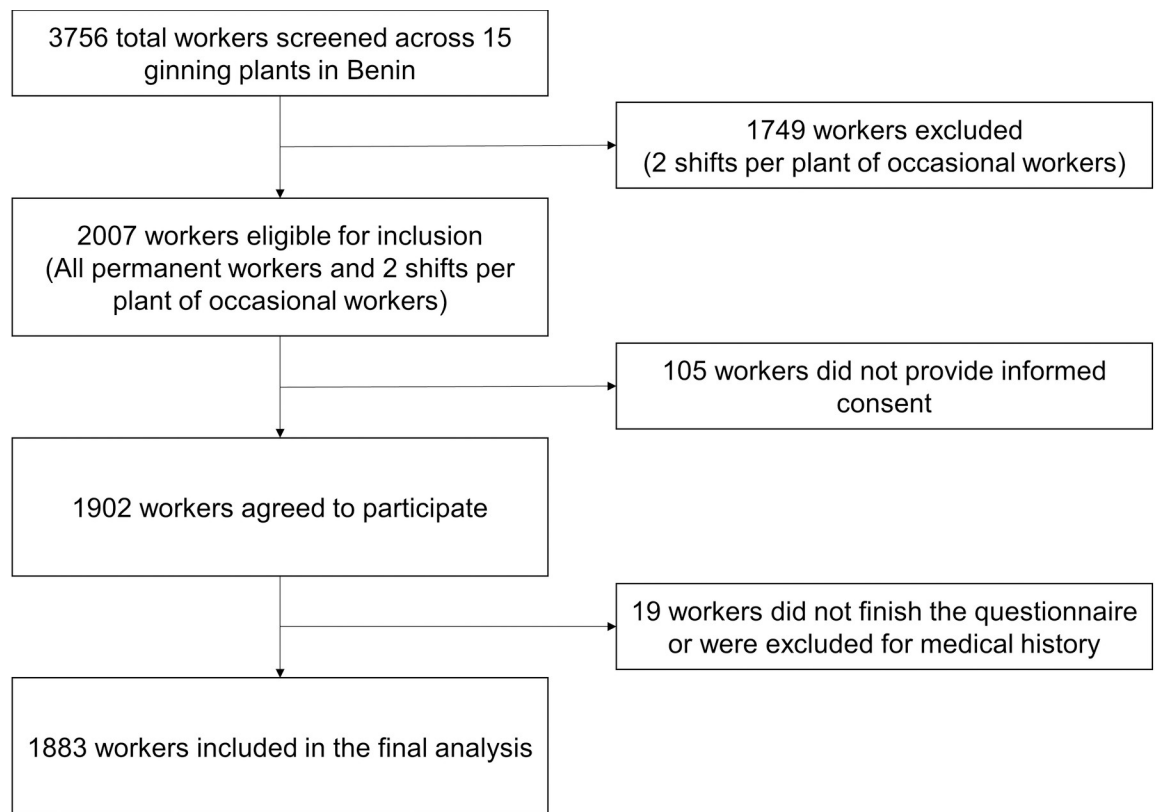 3756 total workers screened across 15
ginning plants in Benin
1749 workers excluded
(2 shifts per plant of occasional workers)
2007 workers eligible for inclusion
(All permanent workers and 2 shifts per
plant of occasional workers)
105 workers did not provide informed
consent
1902 workers agreed to participate
19 workers did not finish the questionnaire
or were excluded for medical history
1883 workers included in the final analysis